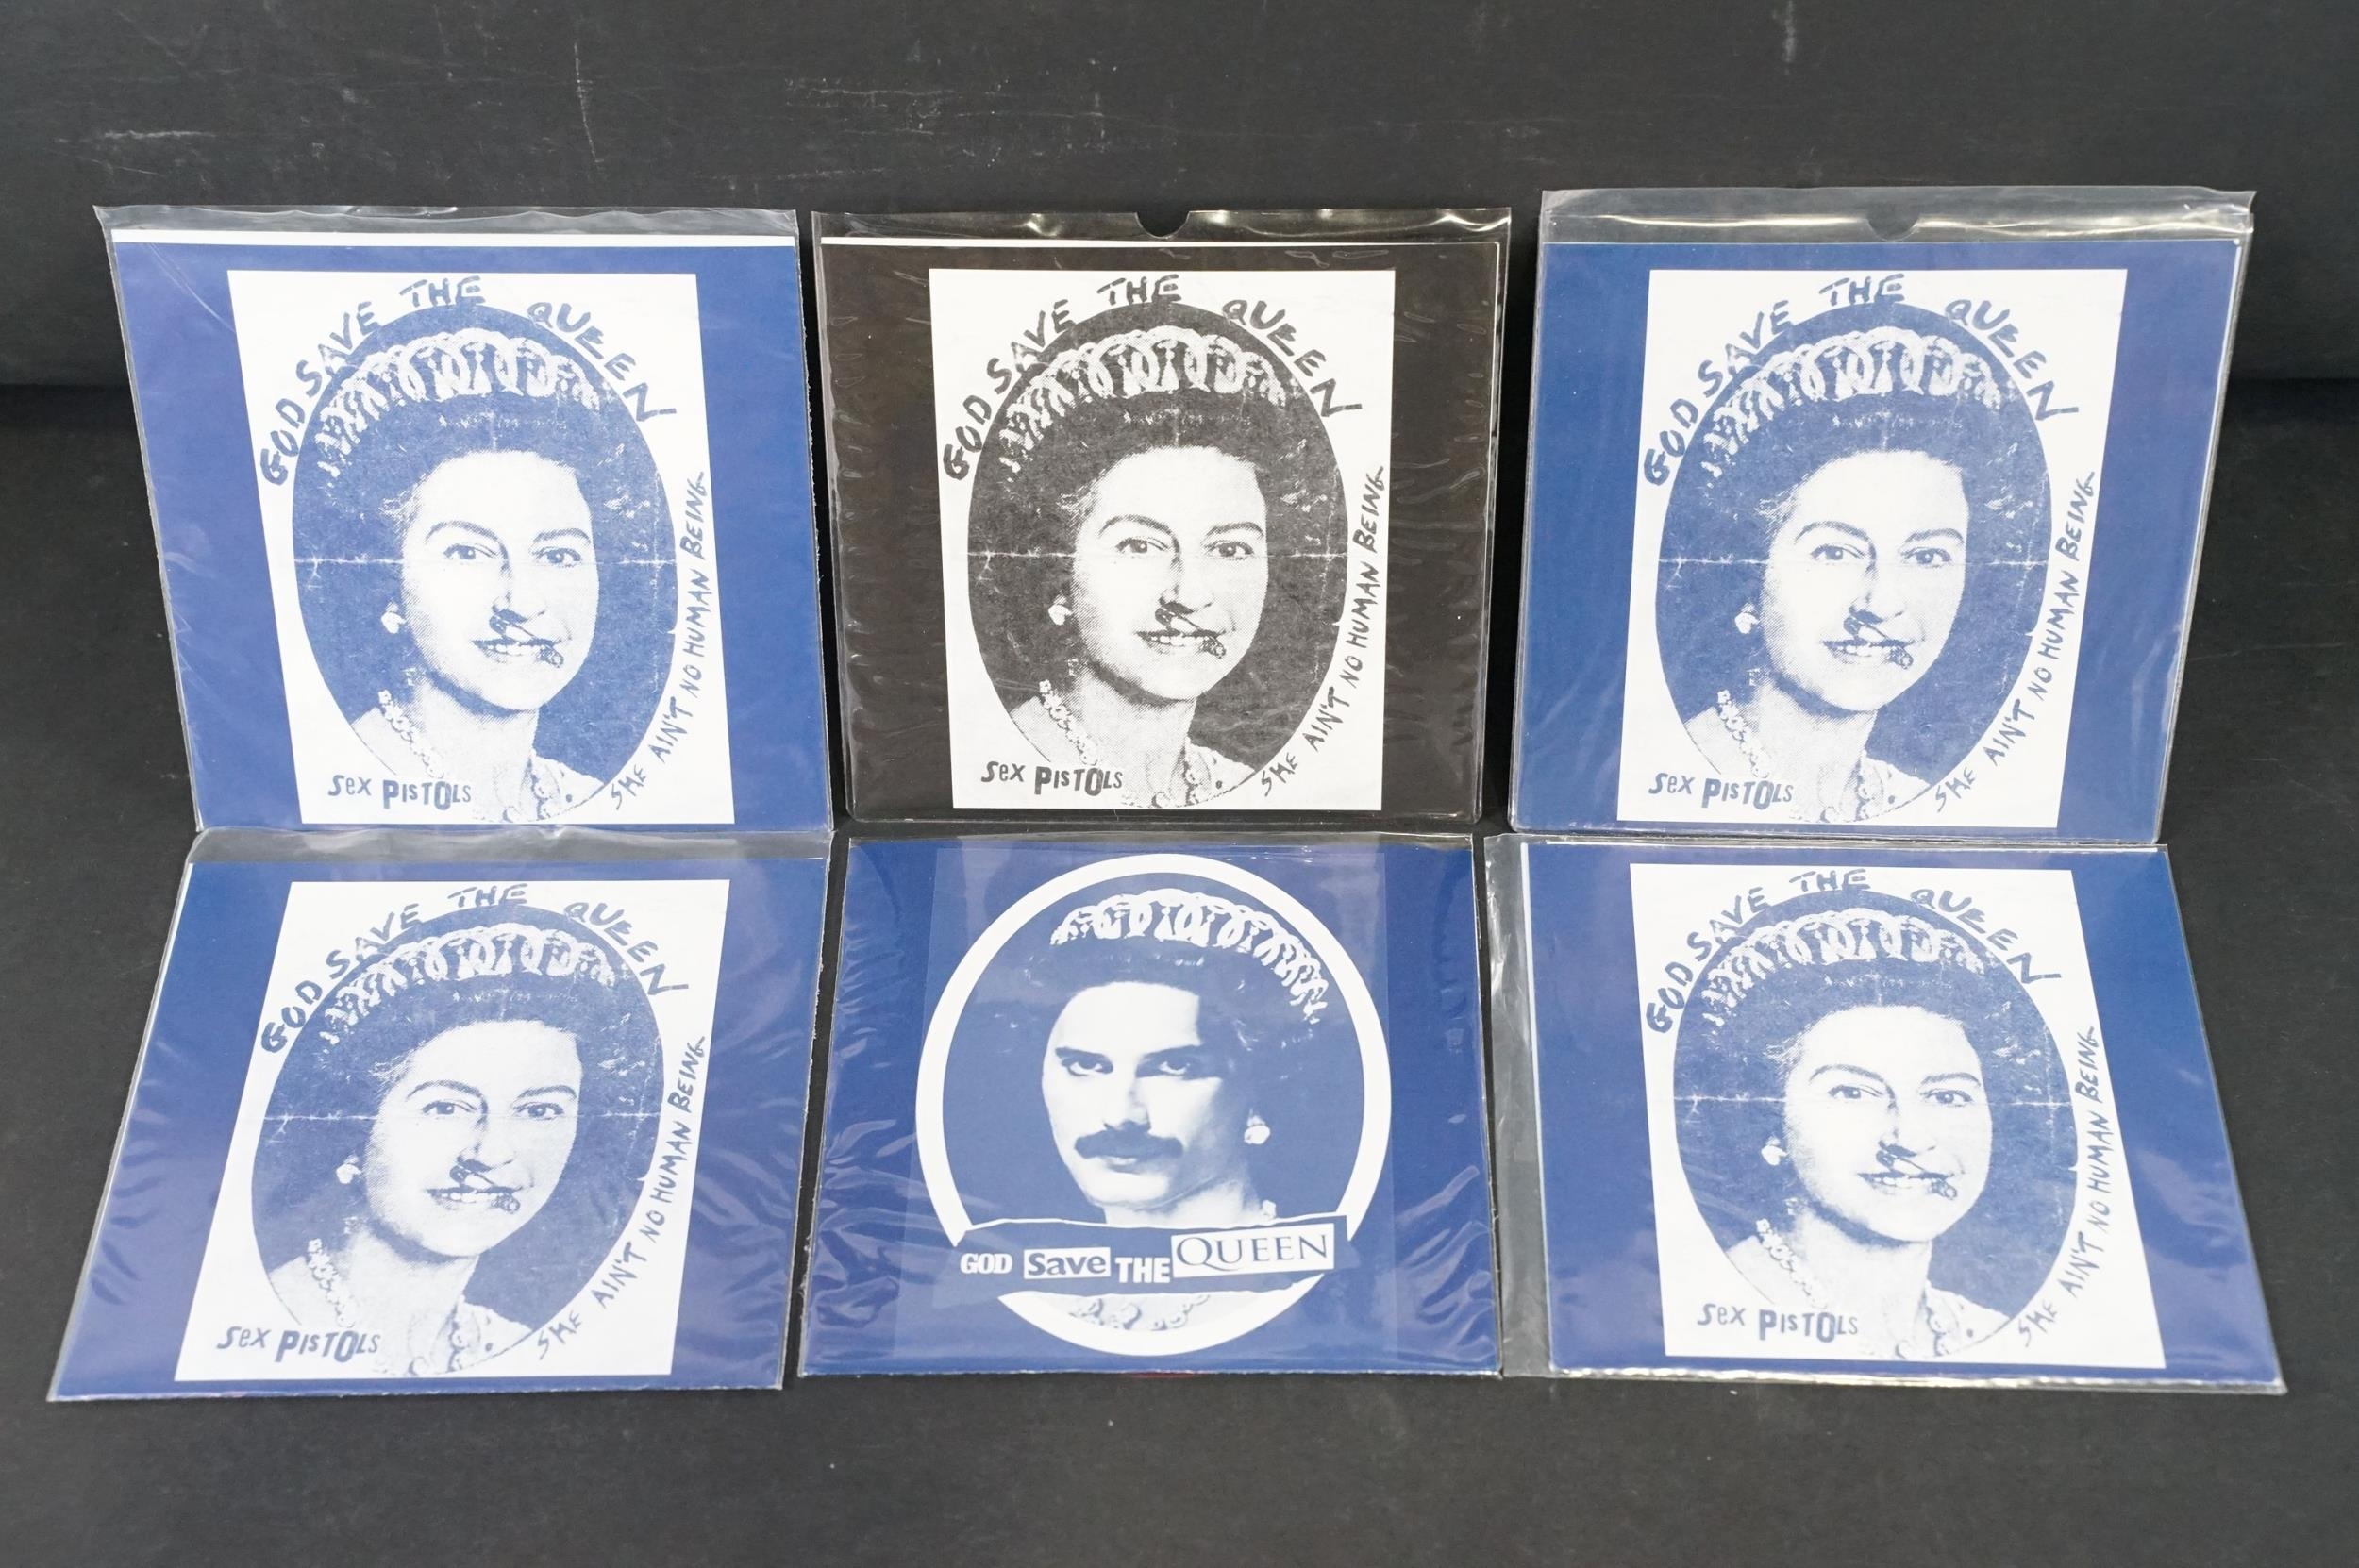 GOD SAVE THE QUEEN
SHE AIN'T NO HUMAN BEING
SeX PISTOLS
GOD SAVE THE QUEEN
SHE AIN'T NO HUMAN BEING
SeX PISTOLS
GOD SAVE THE QUEEN
SHE AIN'T NO HUMAN BEING
SeX PISTOLS
GOD SAVE THE QUEEN
SHE AIN'T NO HUMAN BEING
SeX PISTOLS
GOD Save THE QUEEN
GOD SAVE THE QUEEN
SHE AIN'T NO HUMAN BEING
SeX PISTOLS